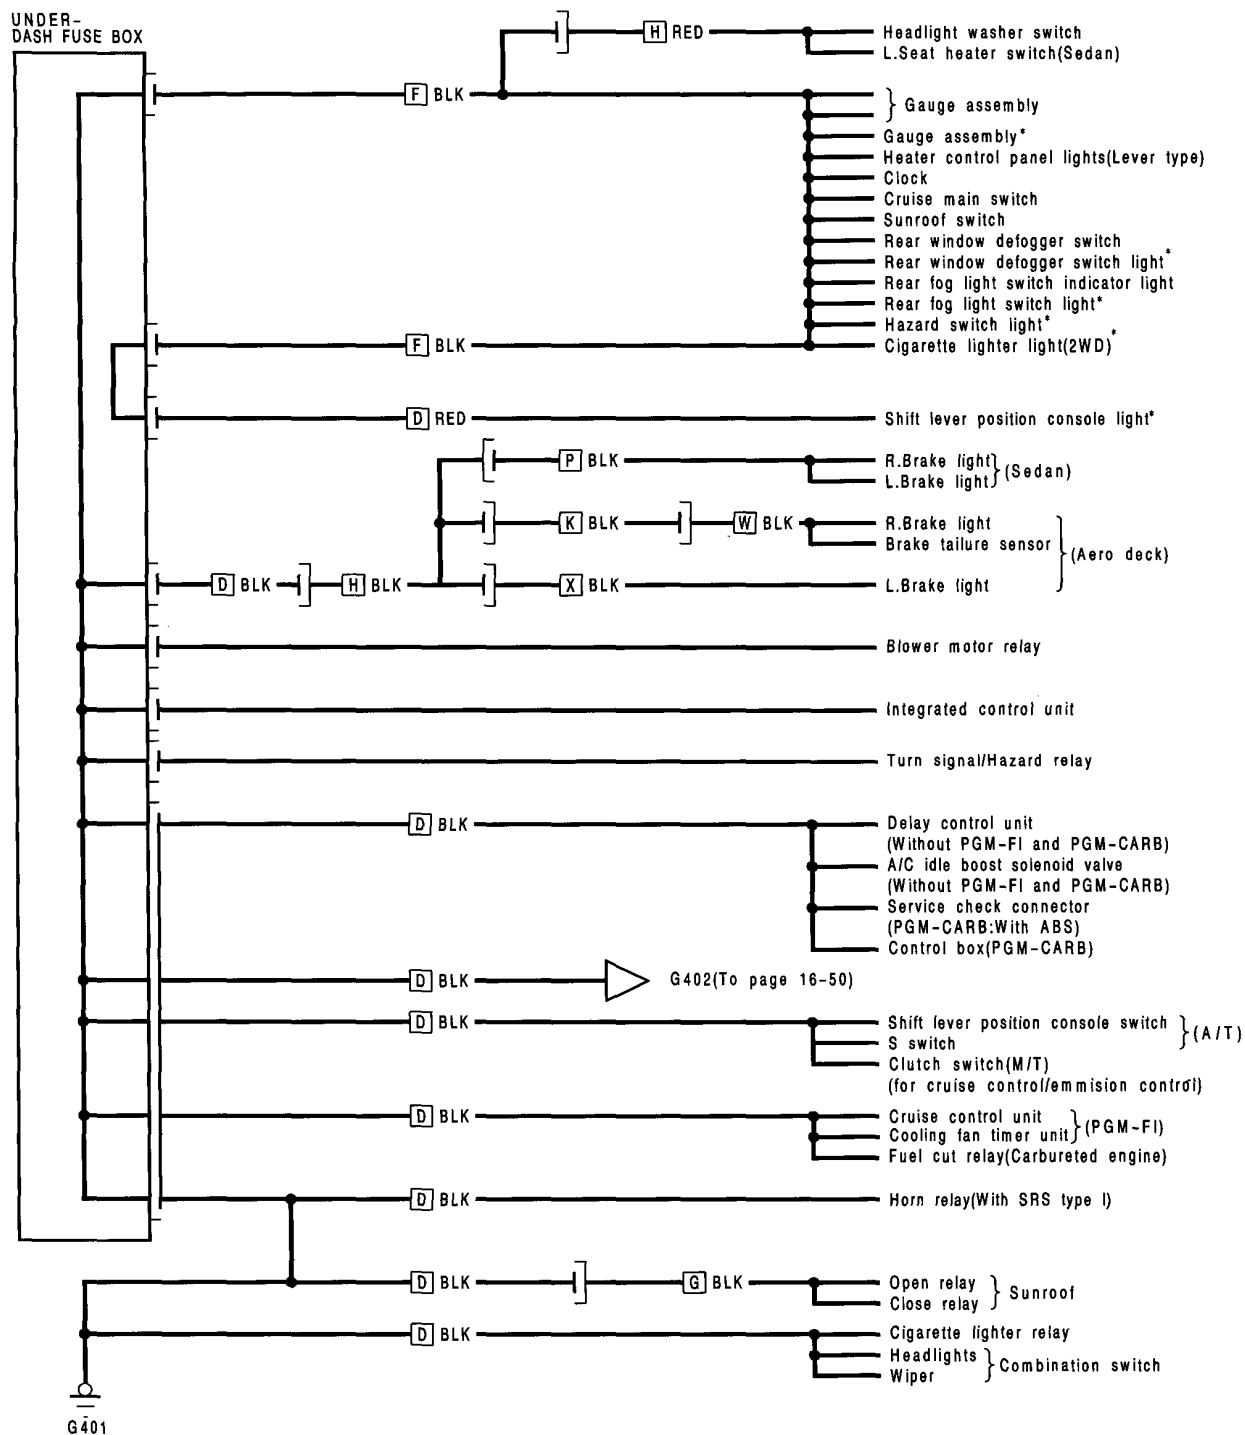 UNDER-
DASH FUSE BOX
H RED
Headlight washer switch
L.Seat heater switch(Sedan)
F BLK
Gauge assembly
Gauge assembly*
Heater control panel lights(Lever type)
Clock
Cruise main switch
Sunroof switch
Rear window defogger switch
Rear window defogger switch light*
Rear fog light switch indicator light
Rear fog light switch light*
Hazard switch light*
F BLK
Cigarette lighter light(2WD)*
D RED
Shift lever position console light*
P BLK
R.Brake light
L.Brake light
(Sedan)
K BLK
W BLK
R.Brake light
Brake tailure sensor
(Aero deck)
D BLK
H BLK
X BLK
L.Brake light
Blower motor relay
Integrated control unit
Turn signal/Hazard relay
D BLK
Delay control unit
(Without PGM-FI and PGM-CARB)
A/C idle boost solenoid valve
(Without PGM-FI and PGM-CARB)
Service check connector
(PGM-CARB:With ABS)
Control box(PGM-CARB)
D BLK
G402(To page 16-50)
D BLK
Shift lever position console switch
S switch
(A/T)
Clutch switch(M/T)
(for cruise control/emmision control)
D BLK
Cruise control unit
Cooling fan timer unit
(PGM-FI)
Fuel cut relay(Carbureted engine)
D BLK
Horn relay(With SRS type I)
D BLK
G BLK
Open relay
Close relay
Sunroof
D BLK
Cigarette lighter relay
Headlights
Wiper
Combination switch
G401